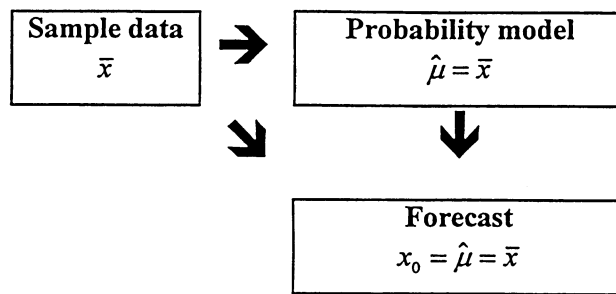 Sample data
x̄
Probability model
μ̂ = x̄
Forecast
x₀ = μ̂ = x̄